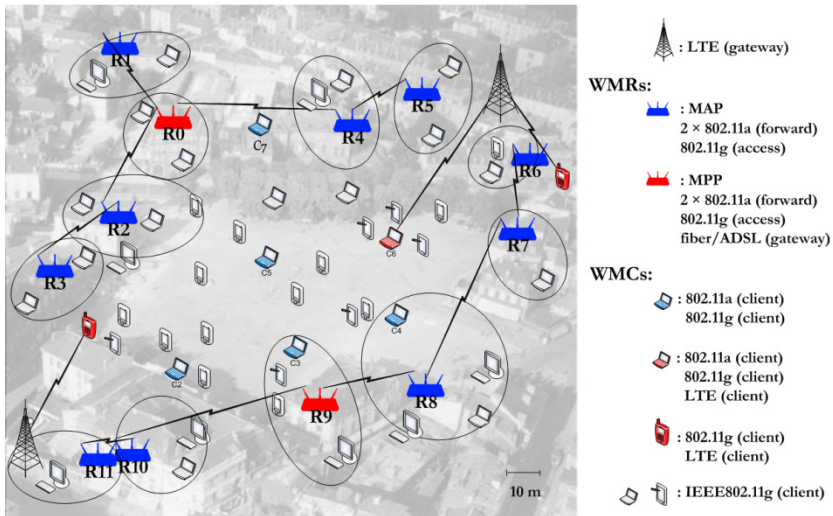 R1
R0
C7
R4
R5
R6
R2
R7
C6
R3
C5
C4
C3
C2
R9
R8
R11
R10
10 m
: LTE (gateway)
WMRs:
: MAP
2 × 802.11a (forward)
802.11g (access)
: MPP
2 × 802.11a (forward)
802.11g (access)
fiber/ADSL (gateway)
WMCs:
: 802.11a (client)
802.11g (client)
: 802.11a (client)
802.11g (client)
LTE (client)
: 802.11g (client)
LTE (client)
: IEEE802.11g (client)